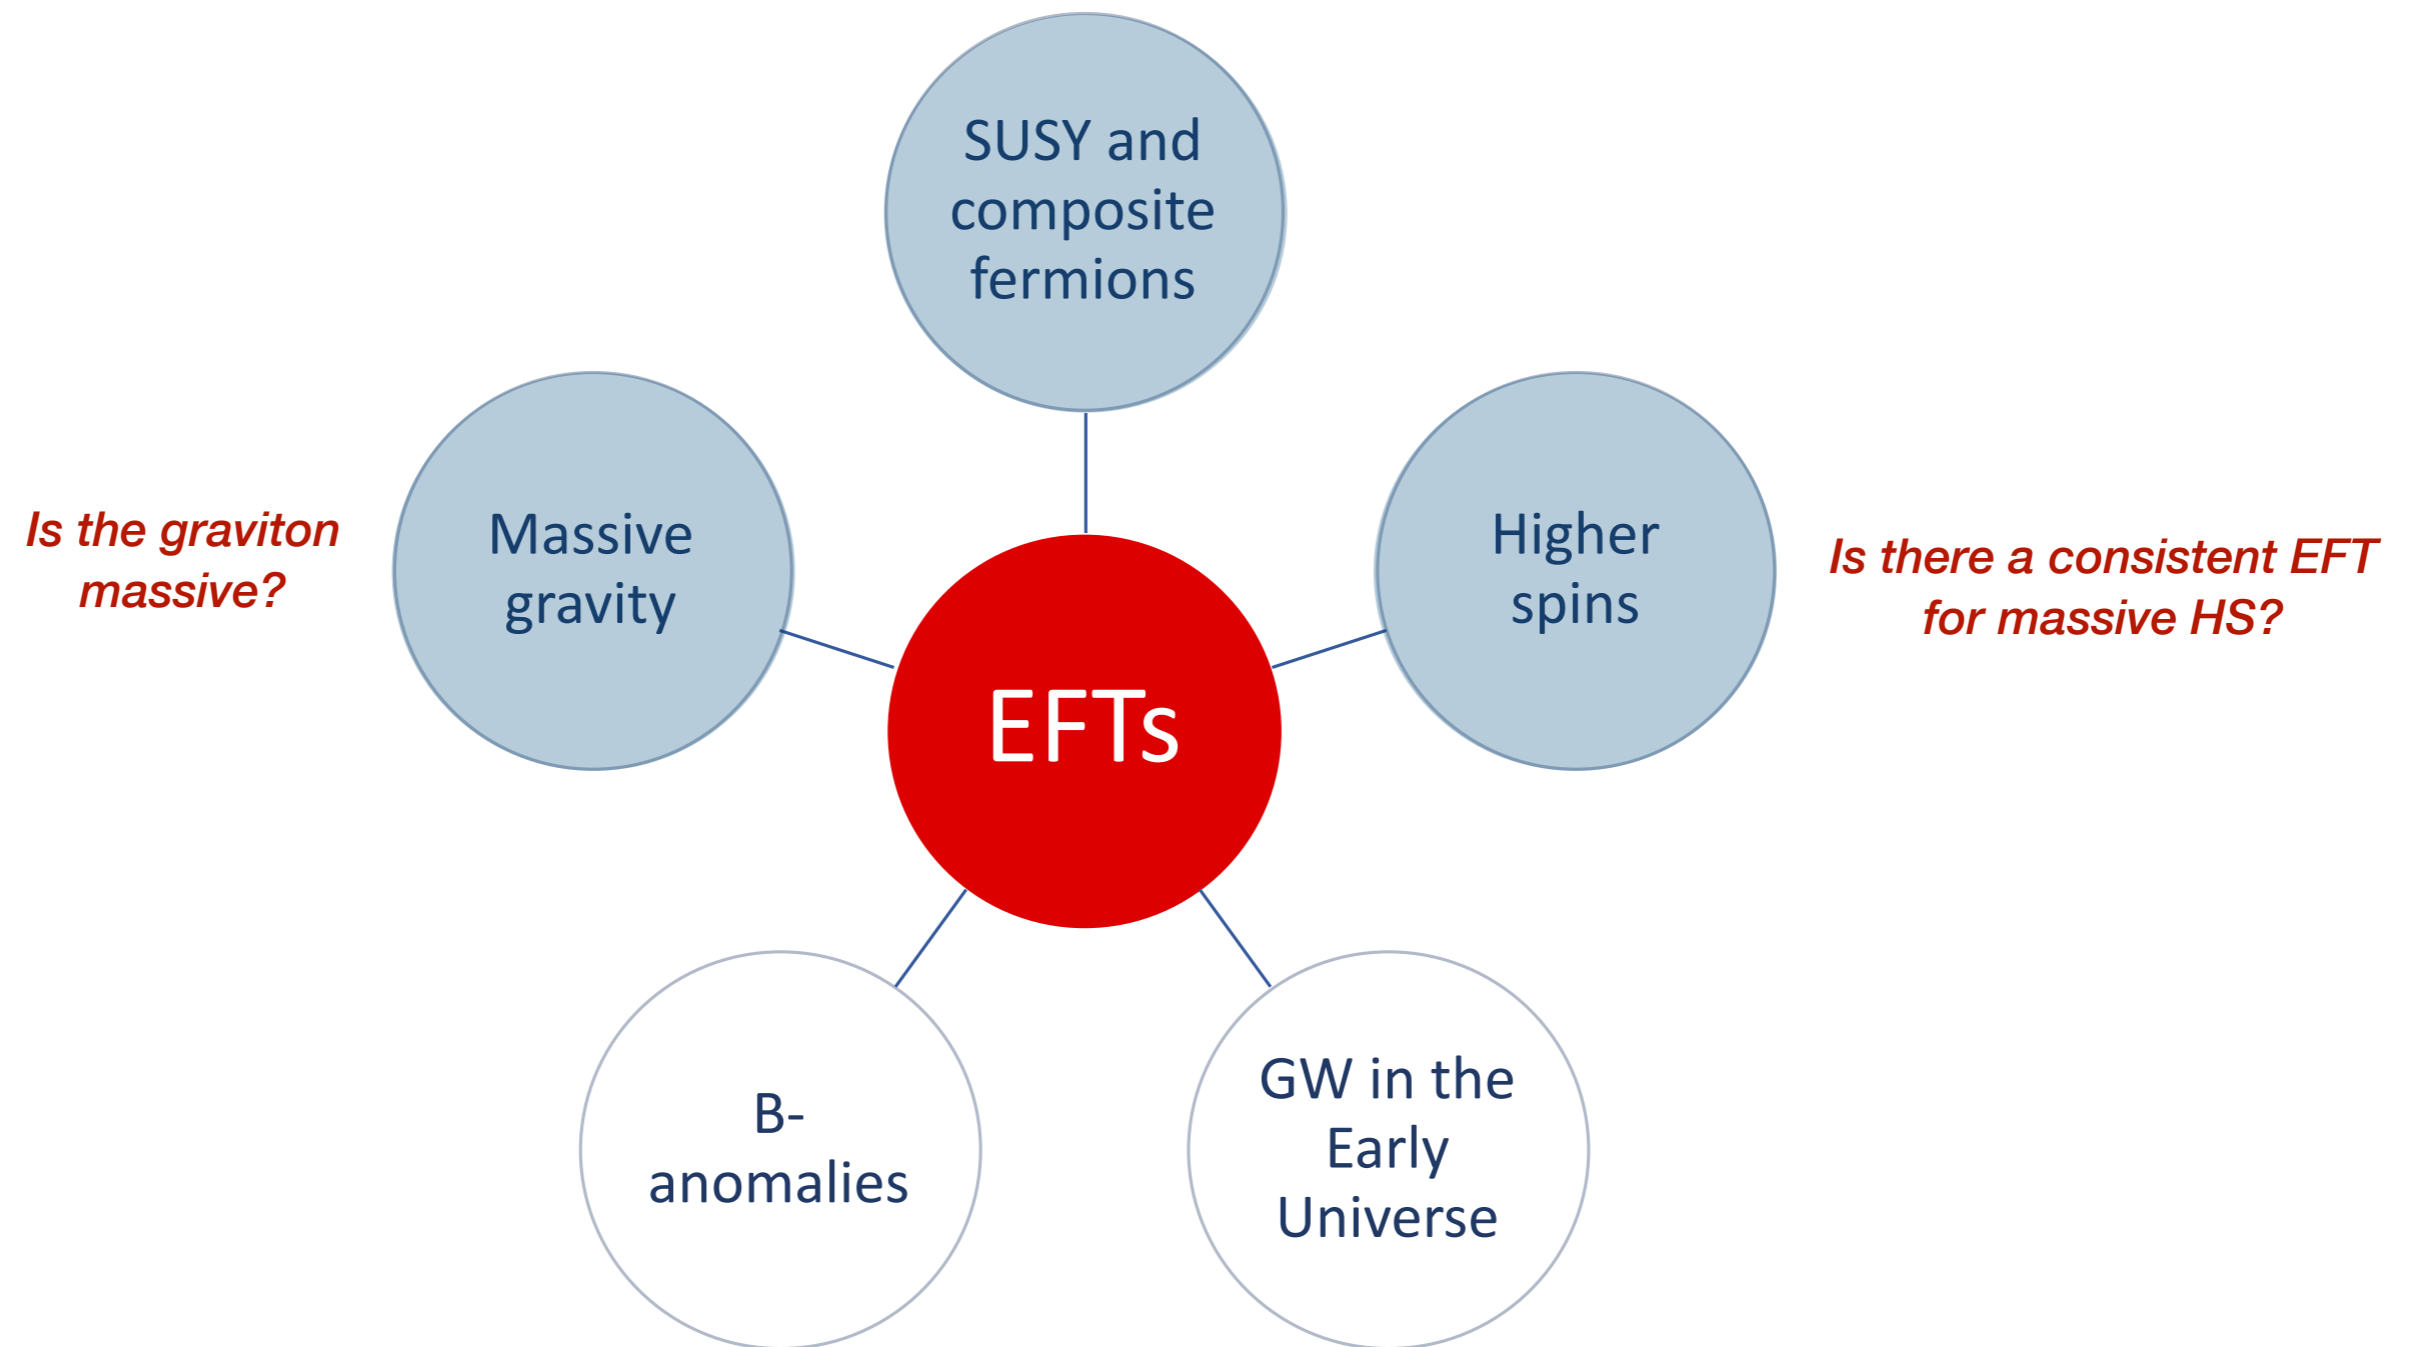 SUSY and
composite
fermions
Is the graviton
massive?
Massive
gravity
Higher
spins
Is there a consistent EFT
for massive HS?
EFTs
B-
anomalies
GW in the
Early
Universe